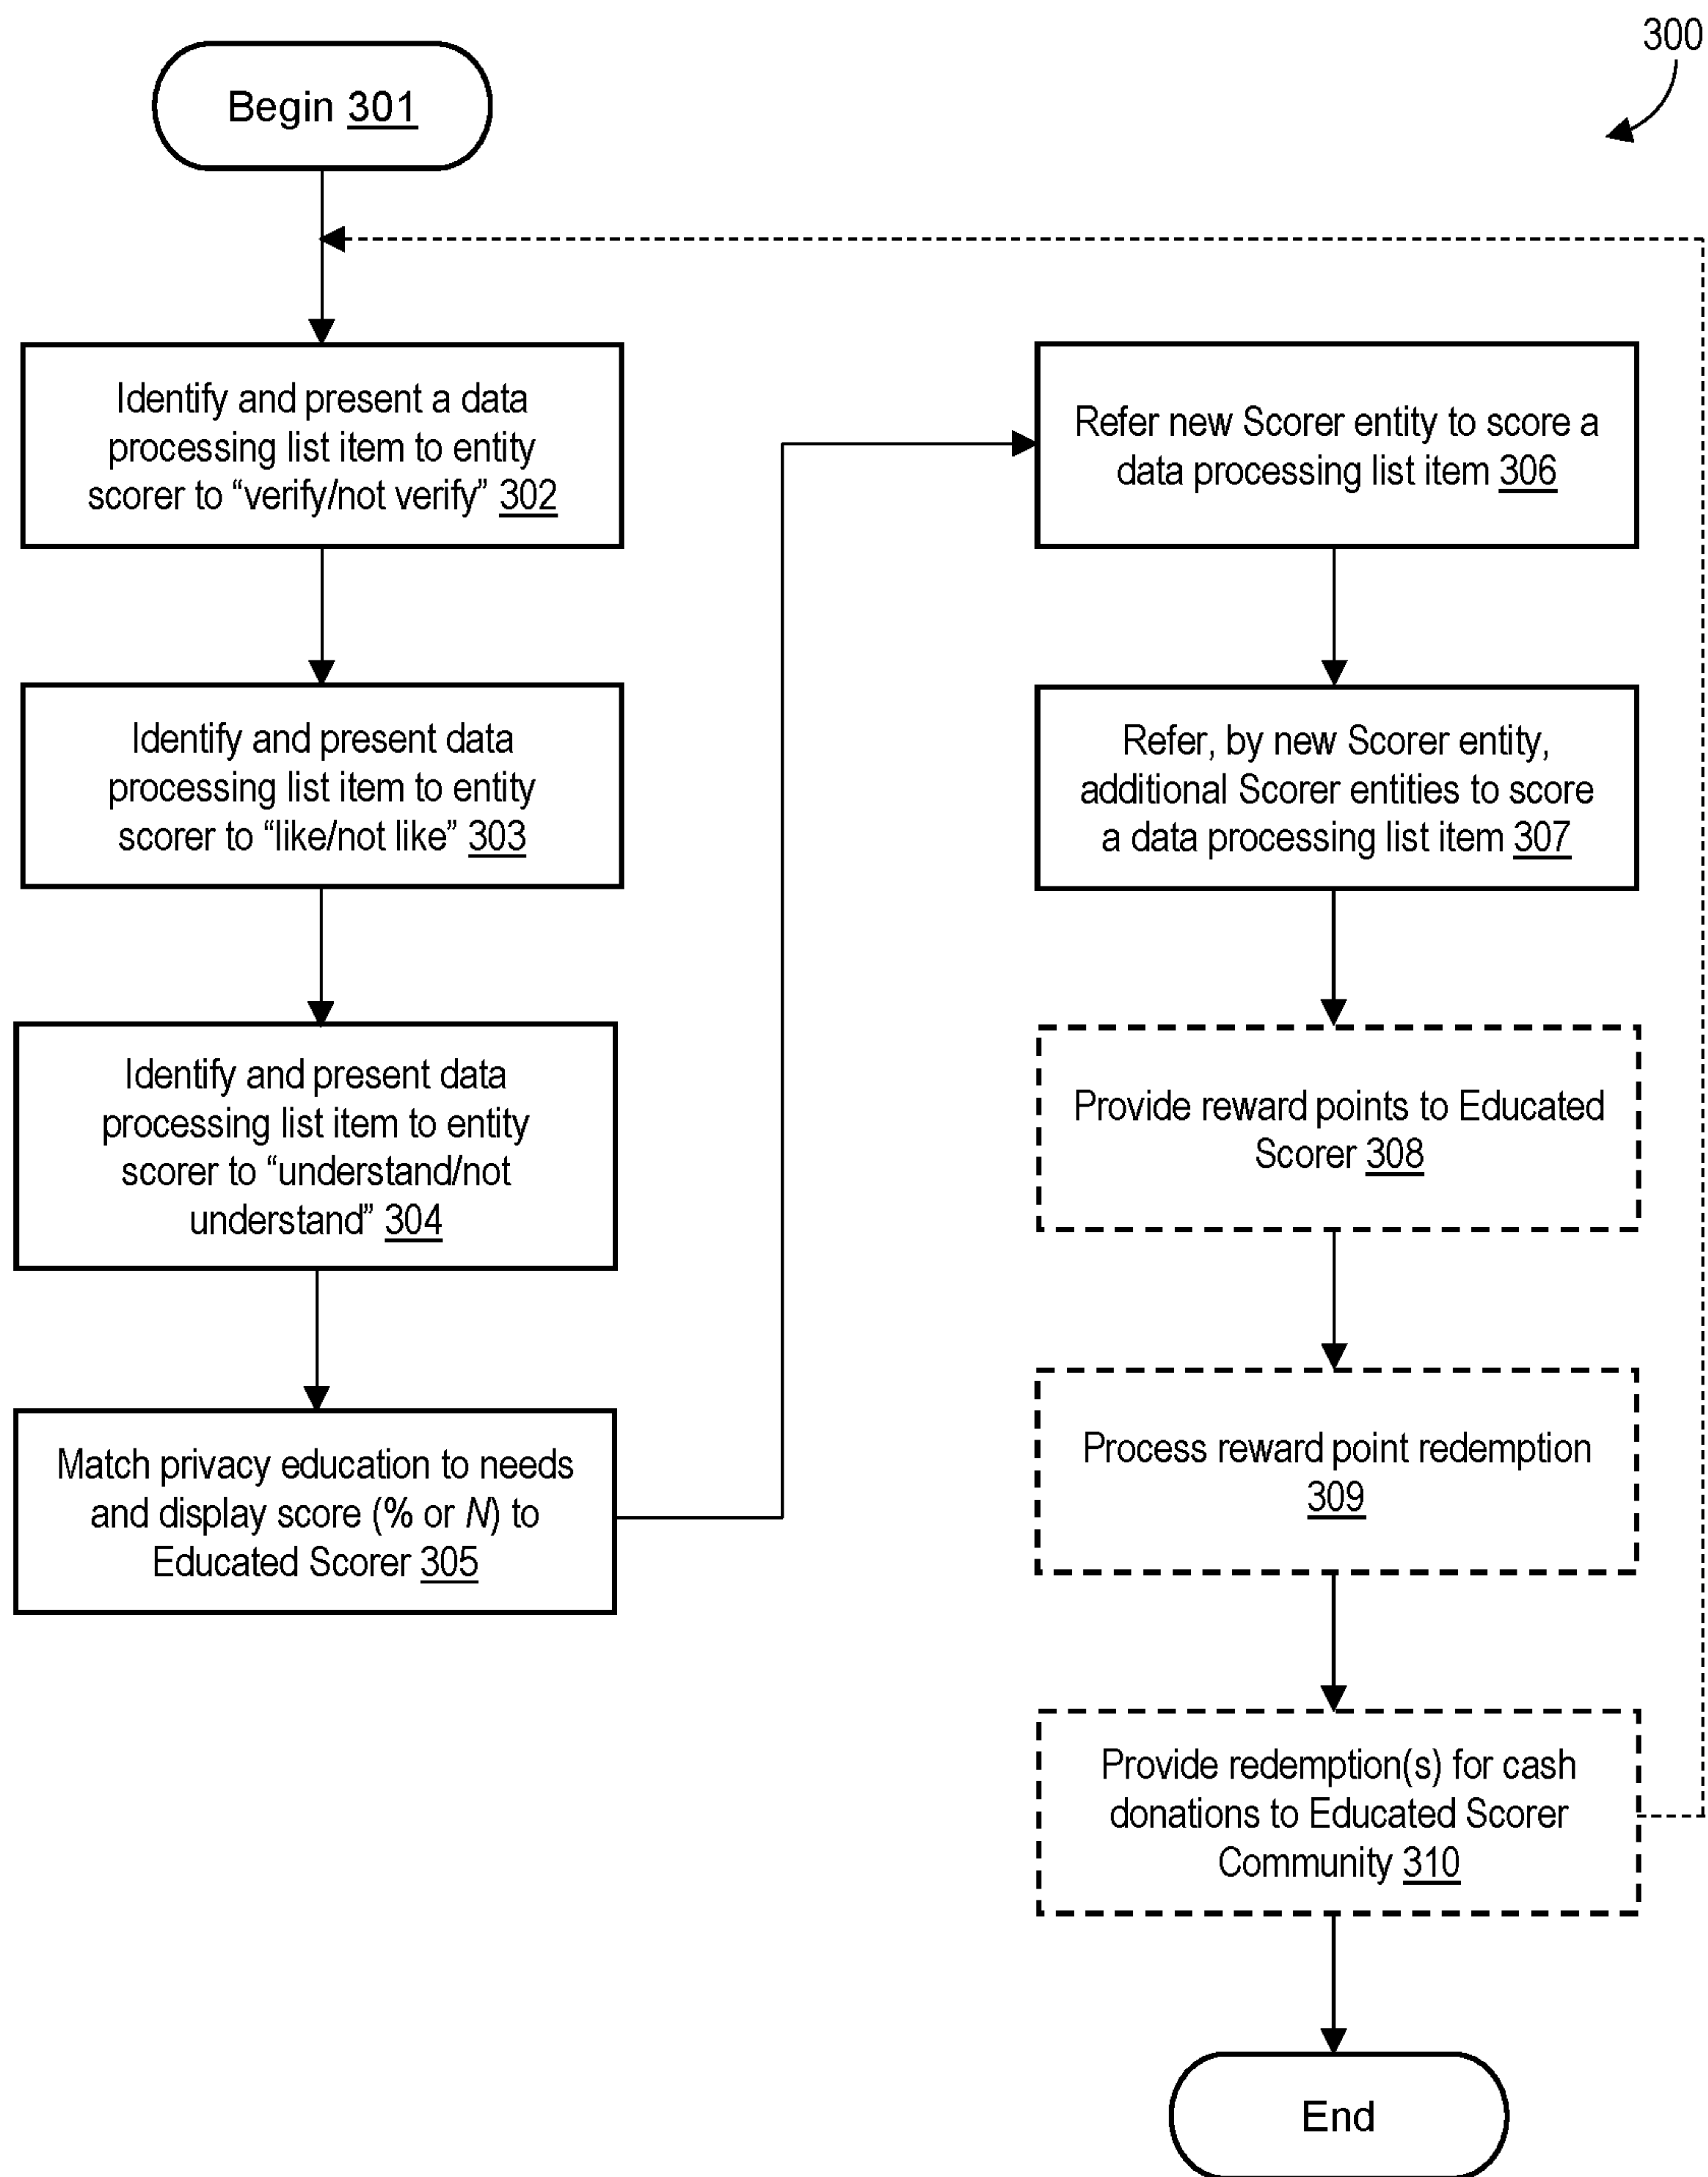 300
Begin 301
Identify and present a data
processing list item to entity
scorer to “verify/not verify” 302
Identify and present data
processing list item to entity
scorer to “like/not like” 303
Identify and present data
processing list item to entity
scorer to “understand/not
understand” 304
Match privacy education to needs
and display score (% or N) to
Educated Scorer 305
Refer new Scorer entity to score a
data processing list item 306
Refer, by new Scorer entity,
additional Scorer entities to score
a data processing list item 307
Provide reward points to Educated
Scorer 308
Process reward point redemption
309
Provide redemption(s) for cash
donations to Educated Scorer
Community 310
End